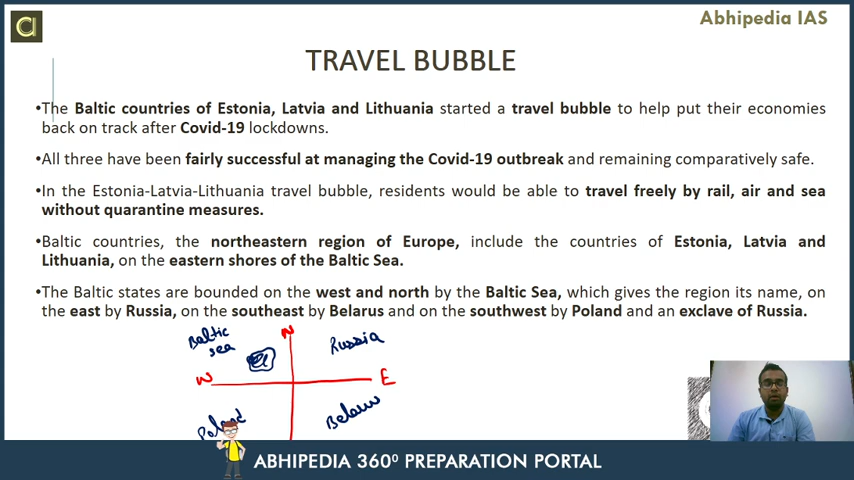 Abhipedia IAS
TRAVEL BUBBLE
•The Baltic countries of Estonia, Latvia and Lithuania started a travel bubble to help put their economies
back on track after Covid-19 lockdowns.
•All three have been fairly successful at managing the Covid-19 outbreak and remaining comparatively safe.
•In the Estonia-Latvia-Lithuania travel bubble, residents would be able to travel freely by rail, air and sea
without quarantine measures.
•Baltic countries, the northeastern region of Europe, include the countries of Estonia, Latvia and
Lithuania, on the eastern shores of the Baltic Sea.
•The Baltic states are bounded on the west and north by the Baltic Sea, which gives the region its name, on
the east by Russia, on the southeast by Belarus and on the southwest by Poland and an exclave of Russia.
Baltic
sea
N
Russia
W
E
Poland
ABHIPEDIA 360⁰ PREPARATION PORTAL